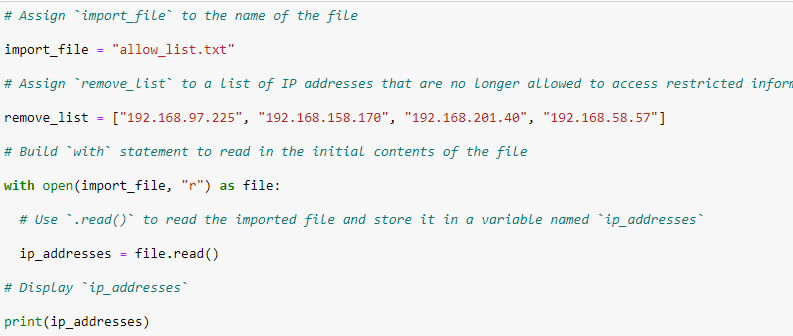 # Assign `import_file` to the name of the file
import_file = "allow_list.txt"
# Assign `remove_list` to a list of IP addresses that are no longer allowed to access restricted
remove_list = ["192.168.97.225", "192.168.158.170", "192.168.201.40", "192.168.58.57"]
# Build `with` statement to read in the initial contents of the file
with open(import_file, "r") as file:
# Use `.read()` to read the imported file and store it in a variable named `ip_addresses`
ip_addresses = file.read()
# Display `ip_addresses`
print(ip_addresses)